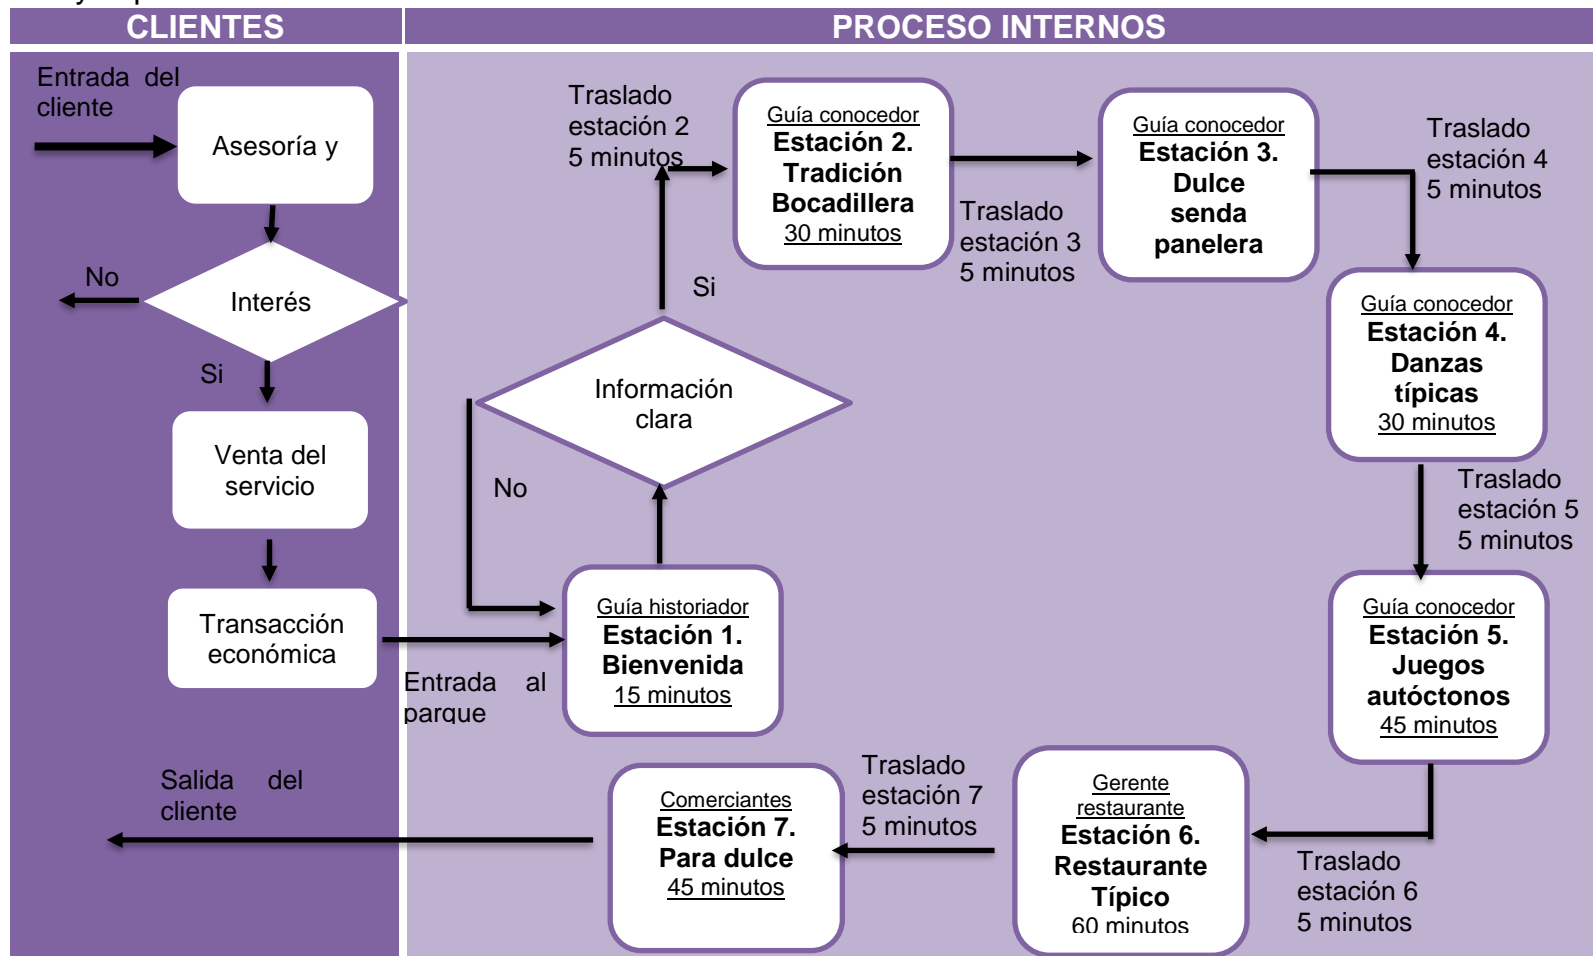 CLIENTES
PROCESO INTERNOS
Entrada del
cliente
Asesoría y
No
Interés
Si
Venta del
servicio
Transacción
económica
Entrada al
parque
Salida del
cliente
Traslado
estación 2
5 minutos
Si
Información
clara
No
Guía historiador
Estación 1.
Bienvenida
15 minutos
Guía conocedor
Estación 2.
Tradición
Bocadillera
30 minutos
Traslado
estación 3
5 minutos
Guía conocedor
Estación 3.
Dulce
senda
panelera
Traslado
estación 4
5 minutos
Guía conocedor
Estación 4.
Danzas
típicas
30 minutos
Traslado
estación 5
5 minutos
Guía conocedor
Estación 5.
Juegos
autóctonos
45 minutos
Traslado
estación 6
5 minutos
Gerente
restaurante
Estación 6.
Restaurante
Típico
60 minutos
Traslado
estación 7
5 minutos
Comerciantes
Estación 7.
Para dulce
45 minutos